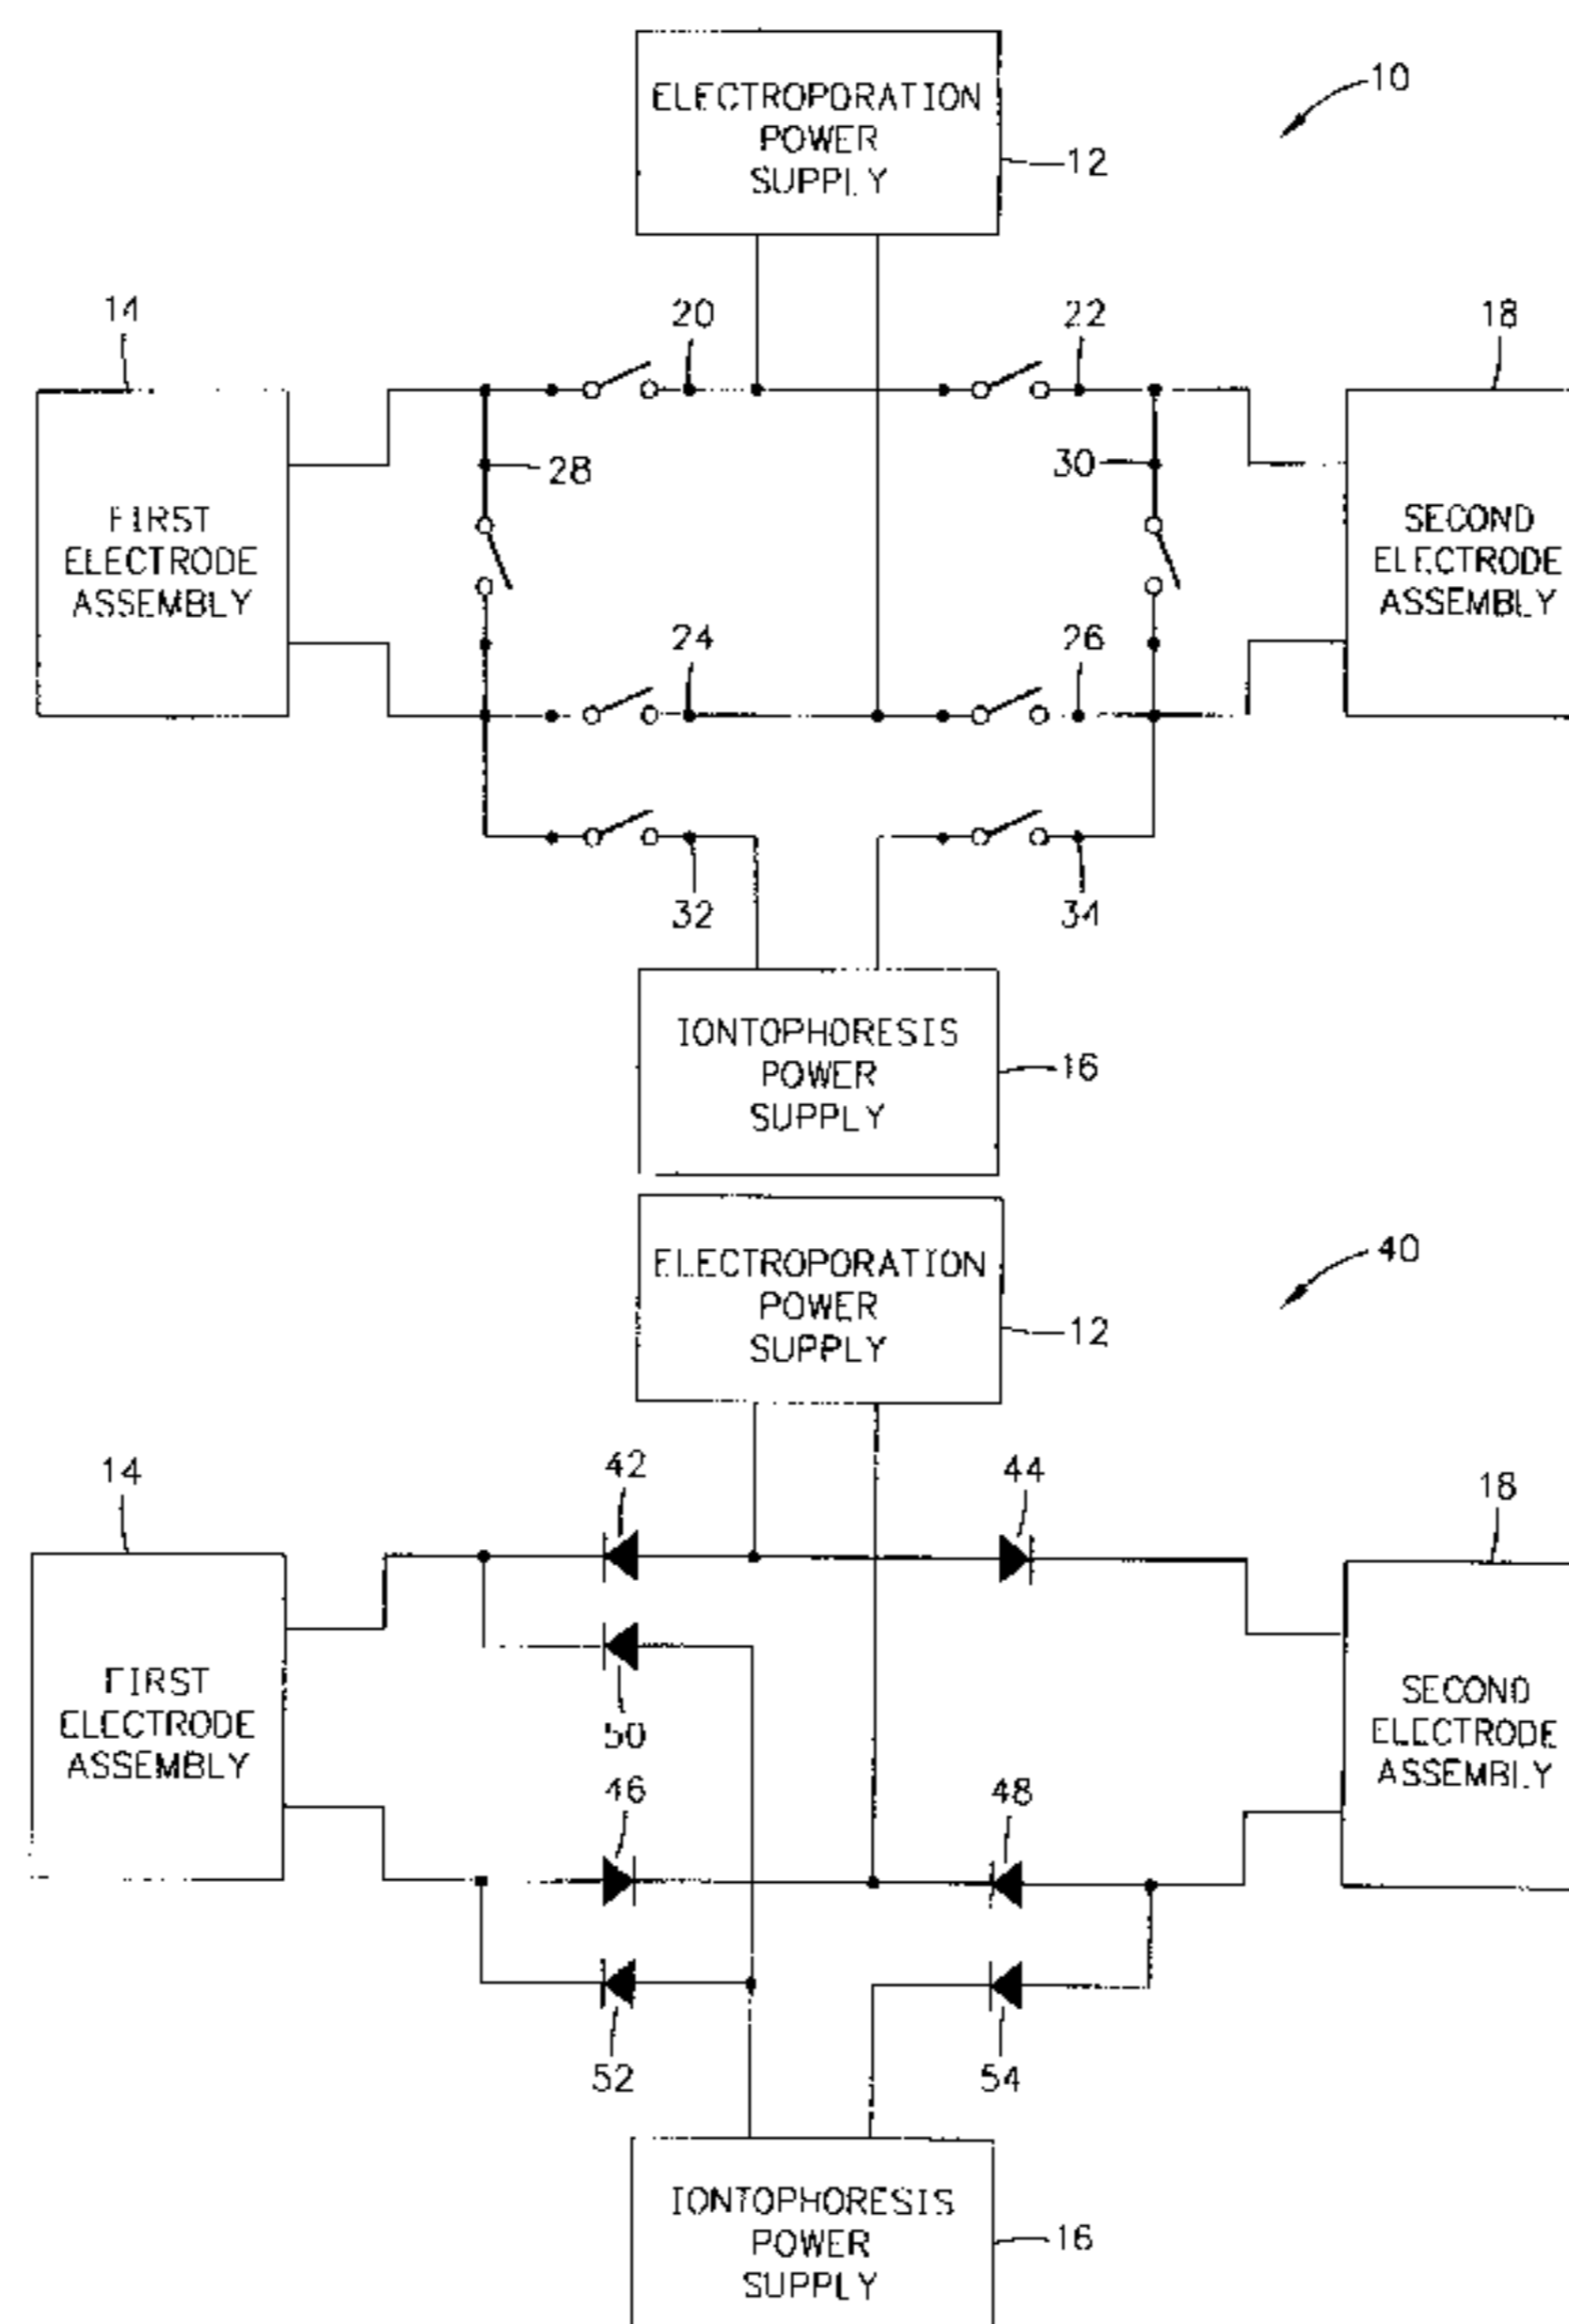 ELECTROPORATION
POWER
SUPPLY
10
12
14
20
22
18
28
30
FIRST
ELECTRODE
ASSEMBLY
SECOND
ELECTRODE
ASSEMBLY
24
26
32
34
IONTOPHORESIS
POWER
SUPPLY
16
ELECTROPORATION
POWER
SUPPLY
40
12
14
42
44
18
FIRST
ELECTRODE
ASSEMBLY
50
46
48
SECOND
ELECTRODE
ASSEMBLY
52
54
IONTOPHORESIS
POWER
SUPPLY
16